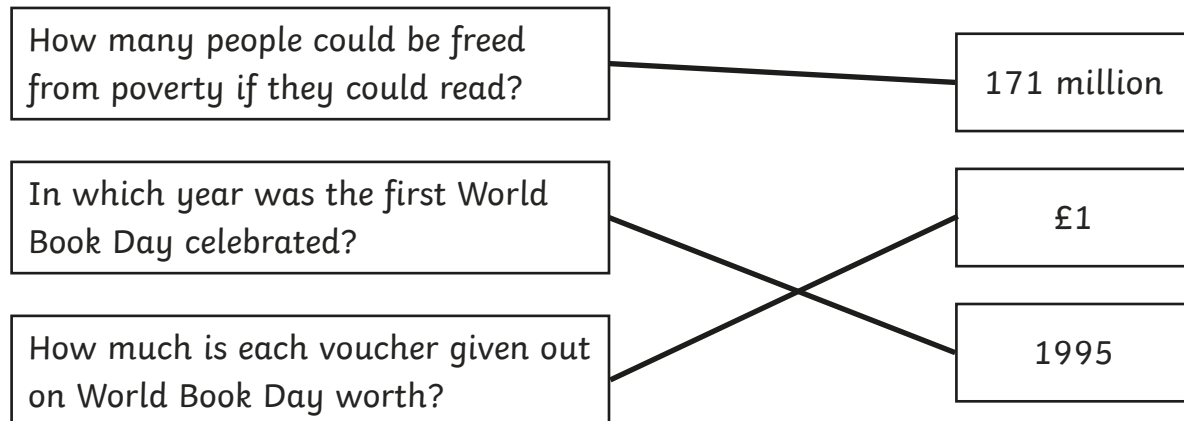 How many people could be freed
from poverty if they could read?
171 million
In which year was the first World
Book Day celebrated?
£1
How much is each voucher given out
on World Book Day worth?
1995